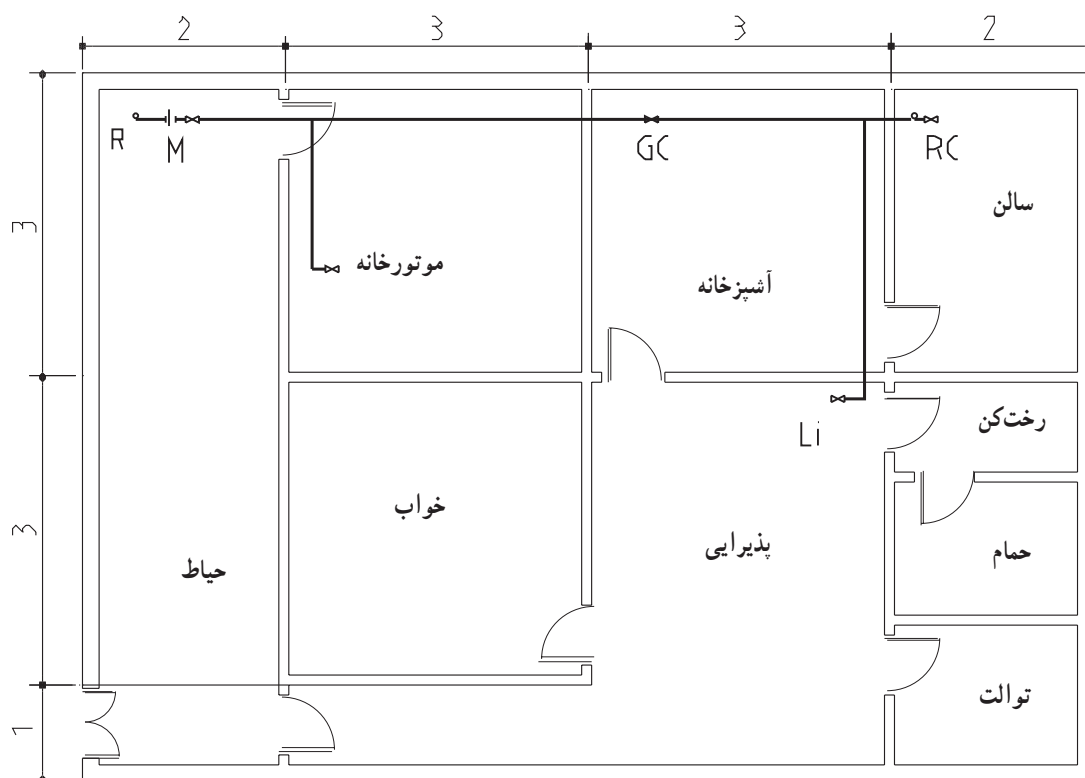 2 3 3 2
R M GC RC
3
سالن
موتورخانه
آشپزخانه
رخت‌کن
Li
خواب
3
پذیرایی
حمام
حیاط
توالت
1